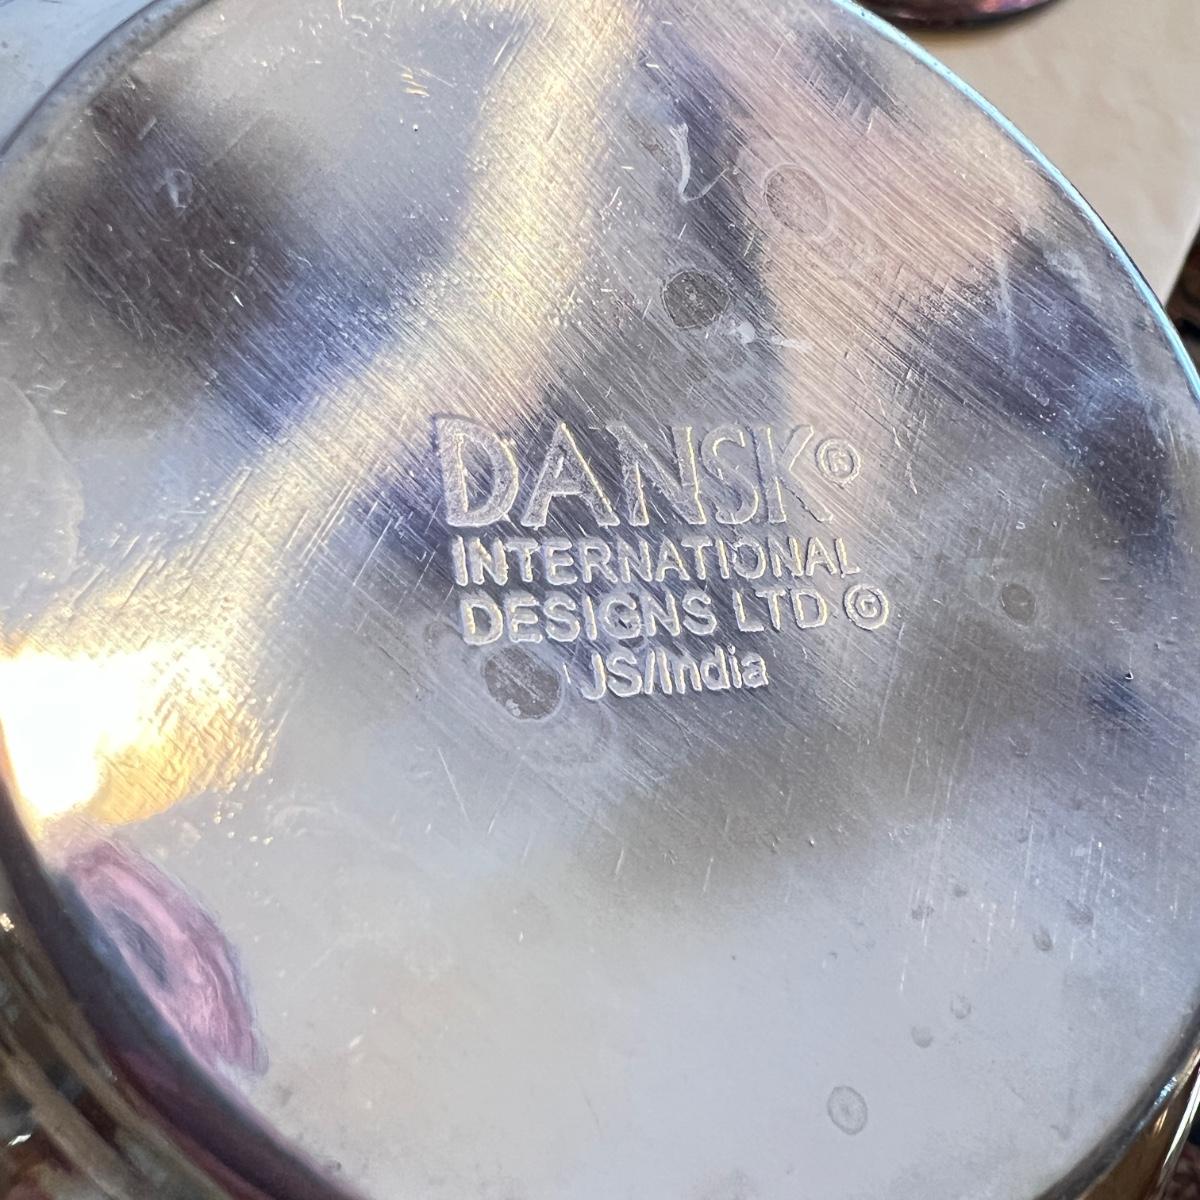 DANSK®
INTERNATIONAL
DESIGNS LTD ©
JS/India